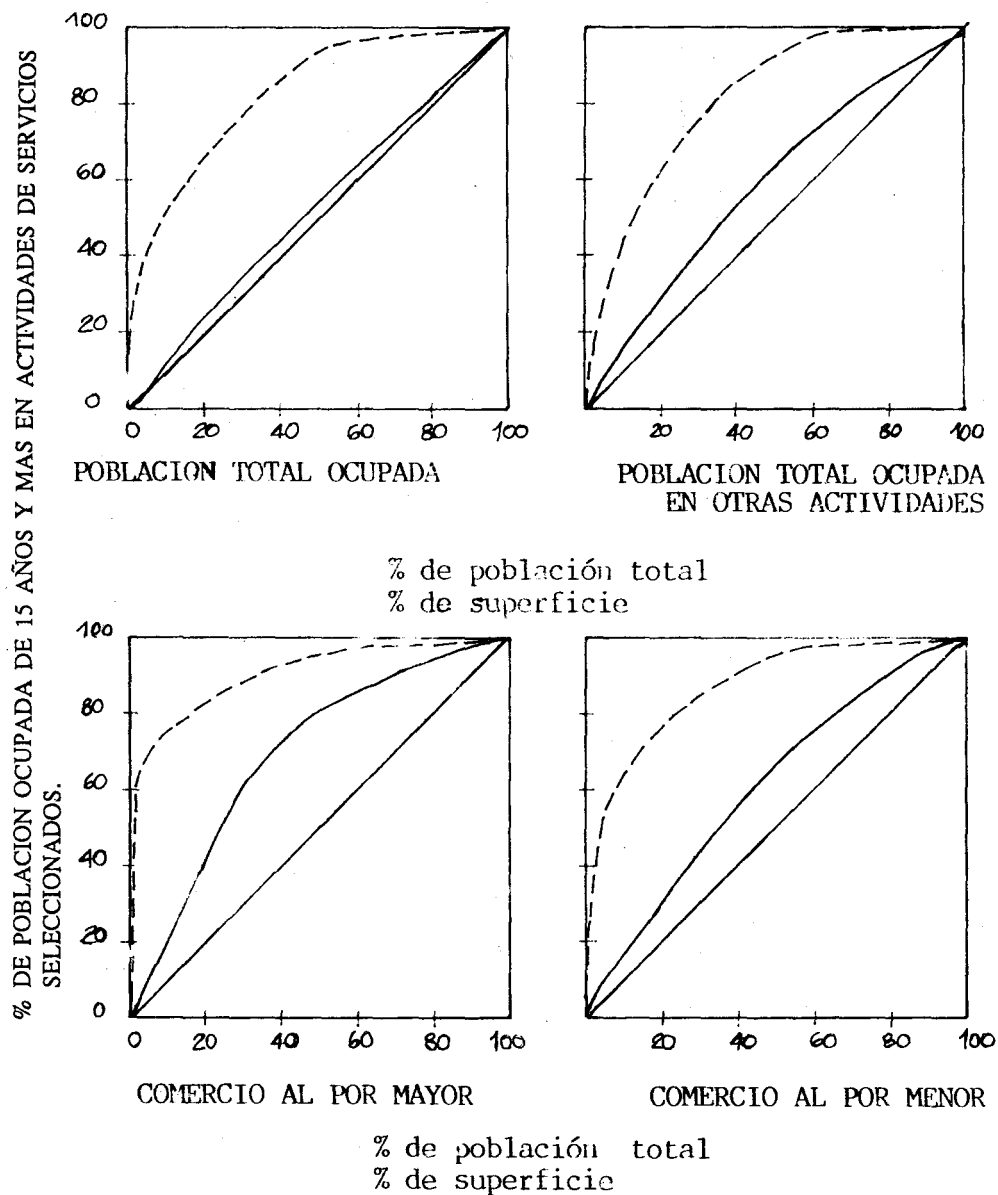 % DE POBLACION OCUPADA DE 15 AÑOS Y MAS EN ACTIVIDADES DE SERVICIOS
SELECCIONADOS.
100
80
60
40
20
0
0 20 40 60 80 100
20 40 60 80 100
POBLACION TOTAL OCUPADA
POBLACION TOTAL OCUPADA
EN OTRAS ACTIVIDADES
% de población total
% de superficie
100
80
60
40
20
0
0 20 40 60 80 100
20 40 60 80 100
COMERCIO AL POR MAYOR
COMERCIO AL POR MENOR
% de población total
% de superficie